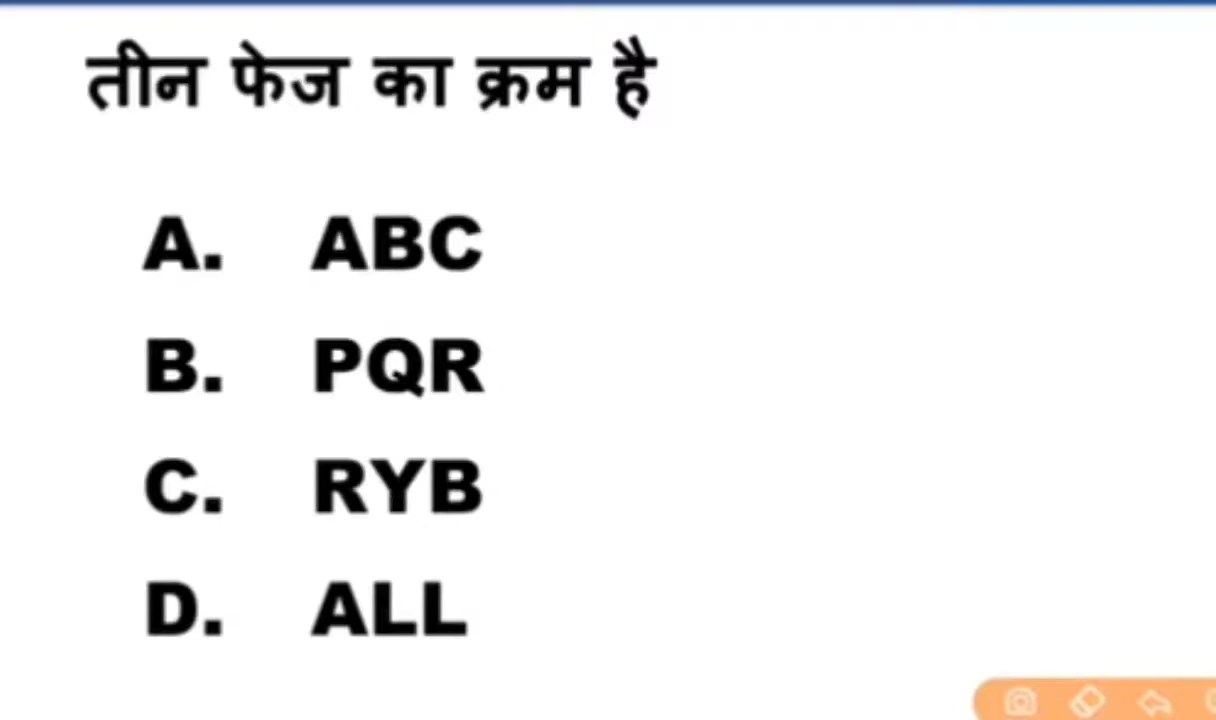 तीन फेज का क्रम है
A. ABC
B. PQR
C. RYB
D. ALL